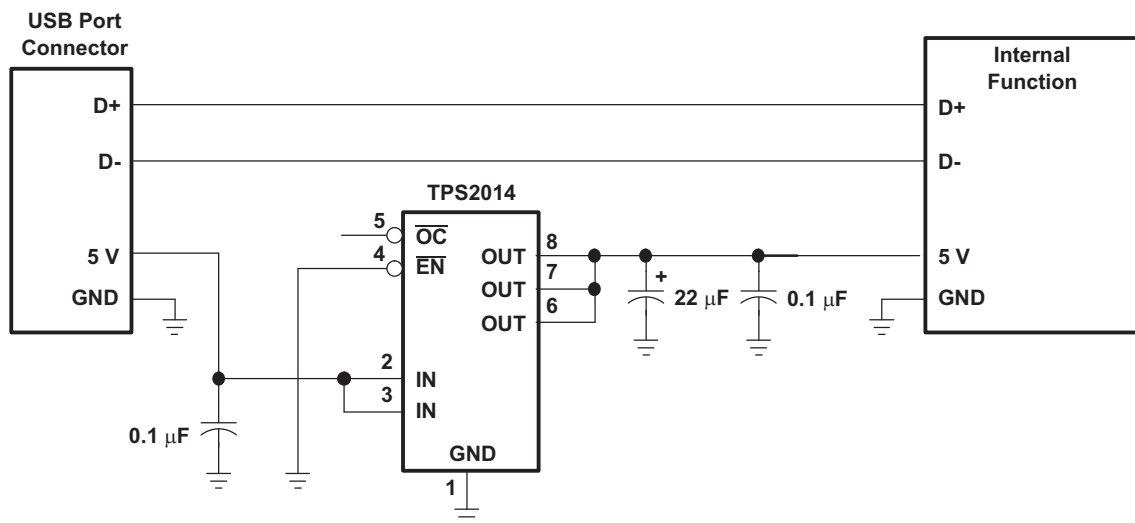 USB Port
Connector
Internal
Function
D+
D+
D-
D-
TPS2014
5
OC
8
5 V
4
EN
OUT
+
5 V
7
OUT
22 μF
0.1 μF
GND
6
OUT
GND
2
IN
3
IN
0.1 μF
GND
1